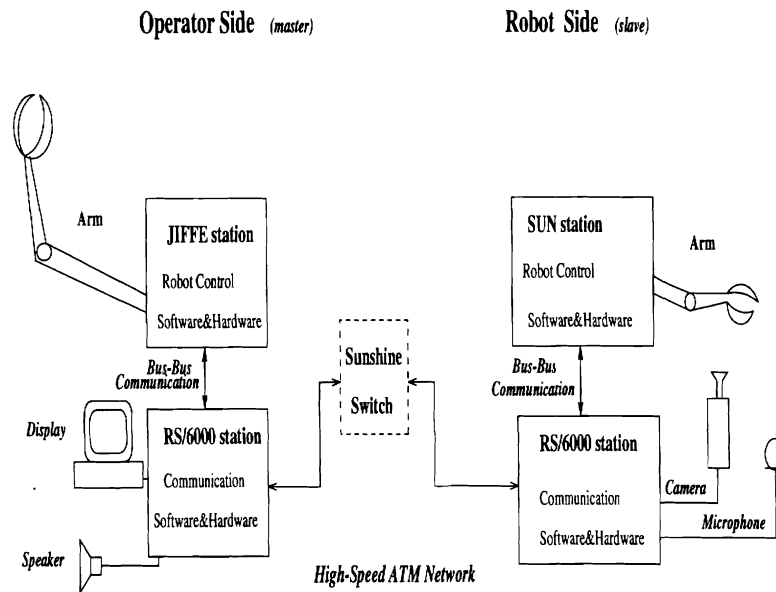 Operator Side (master)
Robot Side (slave)
Arm
JIFFE station
Robot Control
Software&Hardware
SUN station
Robot Control
Software&Hardware
Arm
Bus-Bus
Communication
Sunshine
Switch
Bus-Bus
Communication
Display
RS/6000 station
Communication
Software&Hardware
RS/6000 station
Communication
Software&Hardware
Camera
Microphone
Speaker
High-Speed ATM Network